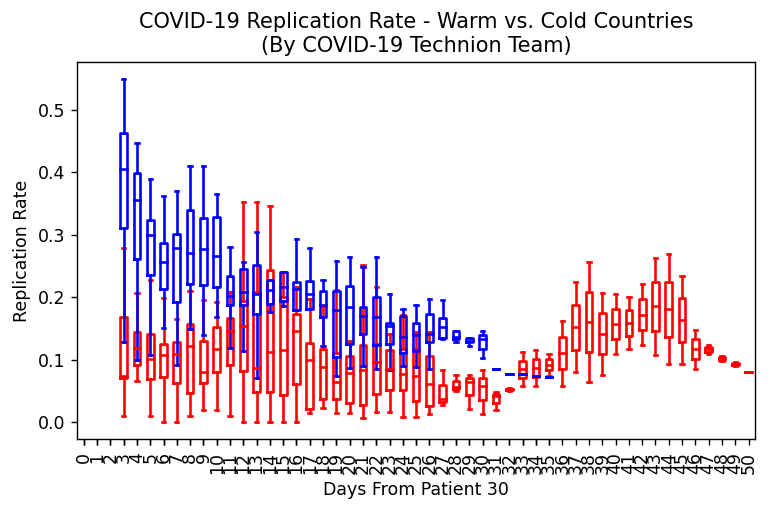 COVID-19 Replication Rate - Warm vs. Cold Countries
(By COVID-19 Technion Team)
Replication Rate
0.5
0.4
0.3
0.2
0.1
0.0
0 1 2 3 4 5 6 7 8 9 10 11 12 13 14 15 16 17 18 19 20 21 22 23 24 25 26 27 28 29 30 31 32 33 34 35 36 37 38 39 40 41 42 43 44 45 46 47 48 49 50
Days From Patient 30